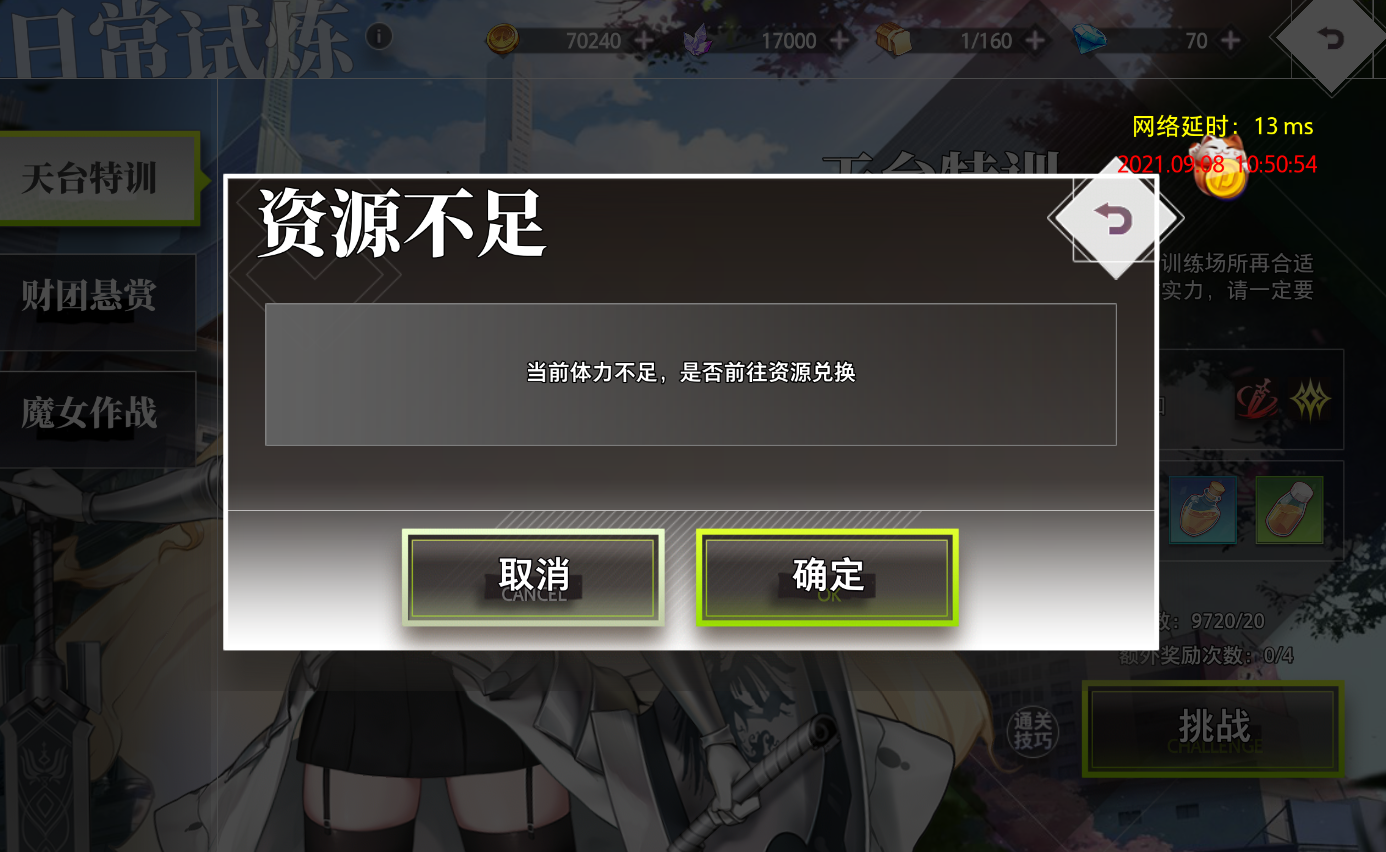 日常试炼
i
70240
17000
1/160
70
网络延时：13 ms
2021.09.08 10:50:54
天台特训
天台特训
资源不足
训练场所再合适
实力，请一定要
财团悬赏
当前体力不足，是否前往资源兑换
魔女作战
取消
CANCEL
确定
OK
数：9720/20
额外奖励次数：0/4
通关
技巧
挑战
CHALLENGE